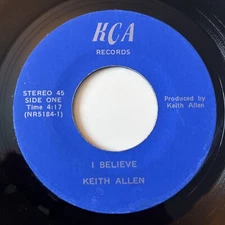 KCA
RECORDS
STEREO 45
SIDE ONE
Time 4:17
(NR5184-1)
Produced by
Keith Allen
I BELIEVE
KEITH ALLEN